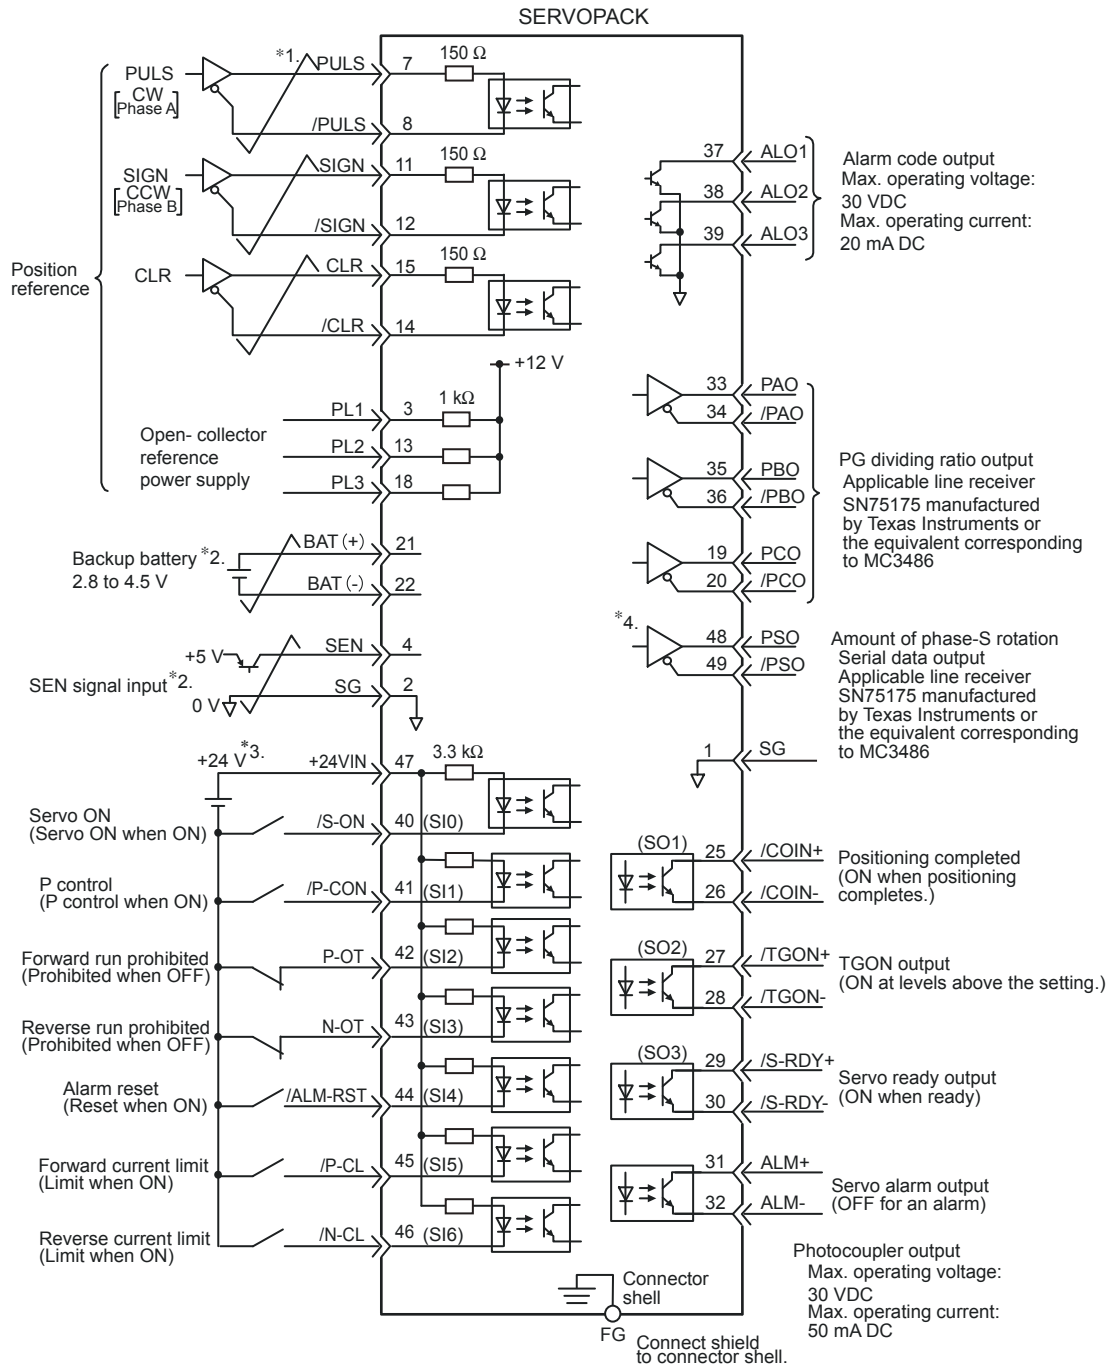 SERVOPACK
Position
reference
PULS
[CW
Phase A]
*1.
PULS
7
150 Ω
/PULS
8
SIGN
[CCW
Phase B]
SIGN
11
150 Ω
/SIGN
12
CLR
CLR
15
150 Ω
/CLR
14
+12 V
Open- collector
reference
power supply
PL1
3
1 kΩ
PL2
13
PL3
18
Backup battery *2.
2.8 to 4.5 V
BAT (+)
21
BAT (-)
22
SEN signal input *2.
+5 V
SEN
4
0 V
SG
2
+24 V *3.
+24VIN
47
3.3 kΩ
Servo ON
(Servo ON when ON)
/S-ON
40 (SI0)
P control
(P control when ON)
/P-CON
41 (SI1)
Forward run prohibited
(Prohibited when OFF)
P-OT
42 (SI2)
Reverse run prohibited
(Prohibited when OFF)
N-OT
43 (SI3)
Alarm reset
(Reset when ON)
/ALM-RST
44 (SI4)
Forward current limit
(Limit when ON)
/P-CL
45 (SI5)
Reverse current limit
(Limit when ON)
/N-CL
46 (SI6)
37
ALO1
38
ALO2
39
ALO3
Alarm code output
Max. operating voltage:
30 VDC
Max. operating current:
20 mA DC
33
PAO
34
/PAO
35
PBO
36
/PBO
19
PCO
20
/PCO
PG dividing ratio output
Applicable line receiver
SN75175 manufactured
by Texas Instruments or
the equivalent corresponding
to MC3486
*4.
48
PSO
49
/PSO
Amount of phase-S rotation
Serial data output
Applicable line receiver
SN75175 manufactured
by Texas Instruments or
the equivalent corresponding
to MC3486
1
SG
(SO1)
25
/COIN+
26
/COIN-
Positioning completed
(ON when positioning
completes.)
(SO2)
27
/TGON+
28
/TGON-
TGON output
(ON at levels above the setting.)
(SO3)
29
/S-RDY+
30
/S-RDY-
Servo ready output
(ON when ready)
31
ALM+
32
ALM-
Servo alarm output
(OFF for an alarm)
Photocoupler output
Max. operating voltage:
30 VDC
Max. operating current:
50 mA DC
Connector
shell
FG
Connect shield
to connector shell.